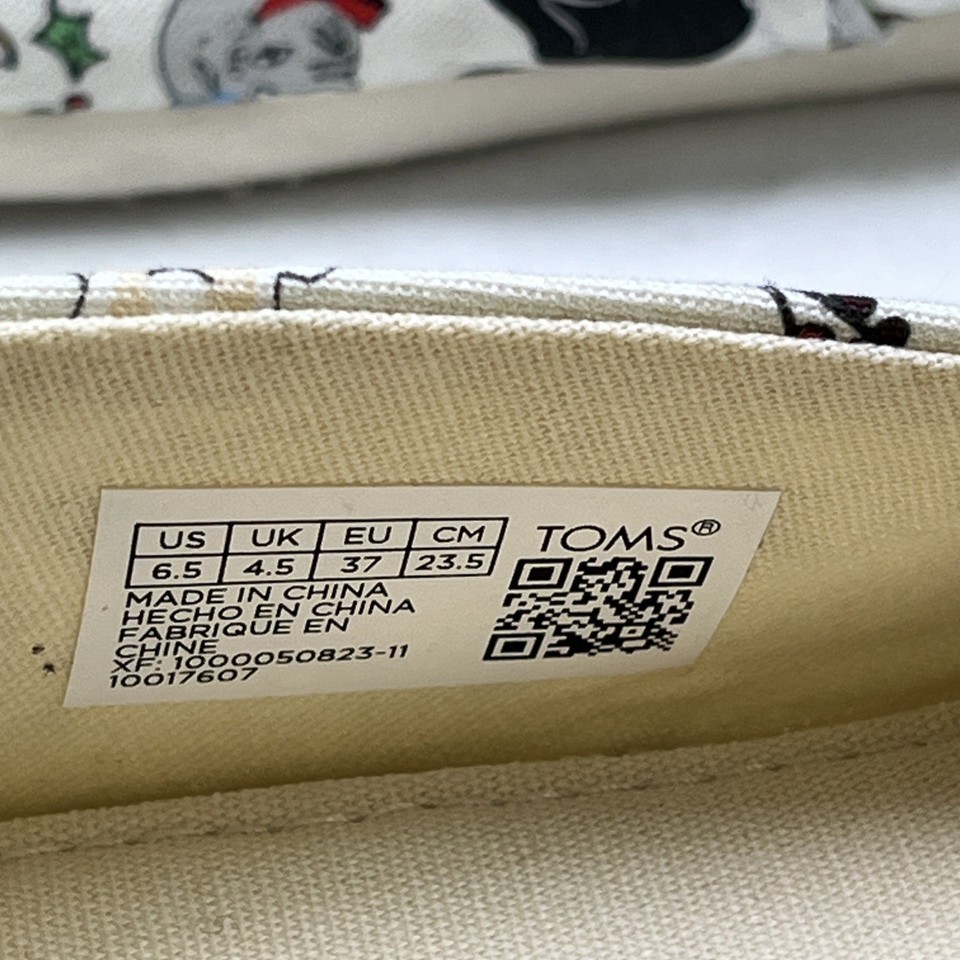 US UK EU CM
6.5 4.5 37 23.5
TOMS®
MADE IN CHINA
HECHO EN CHINA
FABRIQUE EN
CHINE
XF: 1000050823-11
10017607